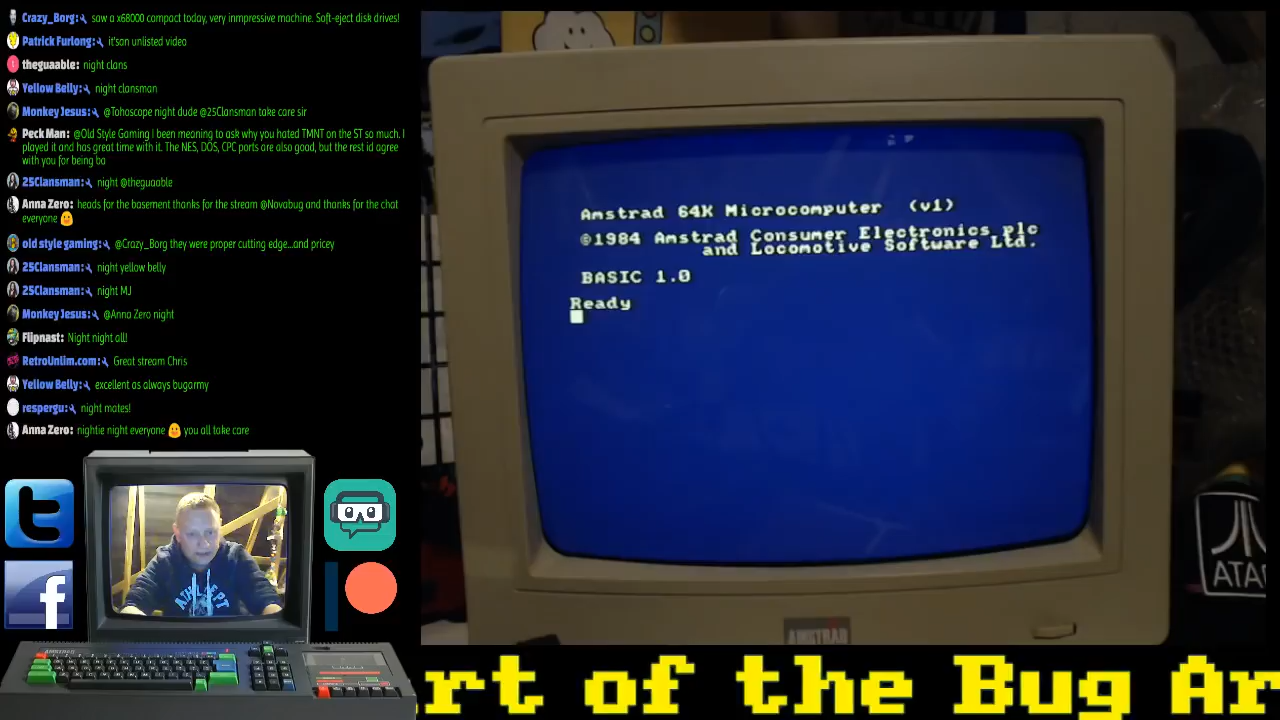 Crazy_Borg: saw a x68000 compact today, very inmpressive machine. Soft-eject disk drives!
Patrick Furlong: it'son unlisted video
theguaable: night clans
Yellow Belly: night clansman
MonkeyJesus: @Tohoscope night dude @25Clansman take care sir
Peck Man: @Old Style Gaming I been meaning to ask why you hated TMNT on the ST so much. I
played it and has great time with it. The NES, DOS, CPC ports are also good, but the rest id agree
with you for being ba
25Clansman: night @theguaable
Anna Zero: heads for the basement thanks for the stream @Novabug and thanks for the chat
everyone
old style gaming: @Crazy_Borg they were proper cutting edge...and pricey
25Clansman: night yellow belly
25Clansman: night MJ
MonkeyJesus: @Anna Zero night
Flipnast: Night night all!
RetroUnlim.com: Great stream Chris
Yellow Belly: excellent as always bugarmy
respergu: night mates!
Anna Zero: nightie night everyone you all take care
Amstrad 64K Microcomputer (v1)
©1984 Amstrad Consumer Electronics plc
and Locomotive Software Ltd.
BASIC 1.0
Ready
AMSTRAD
ATAR
ATH DEPT
AMSTRAD
rt of the Bug Ar